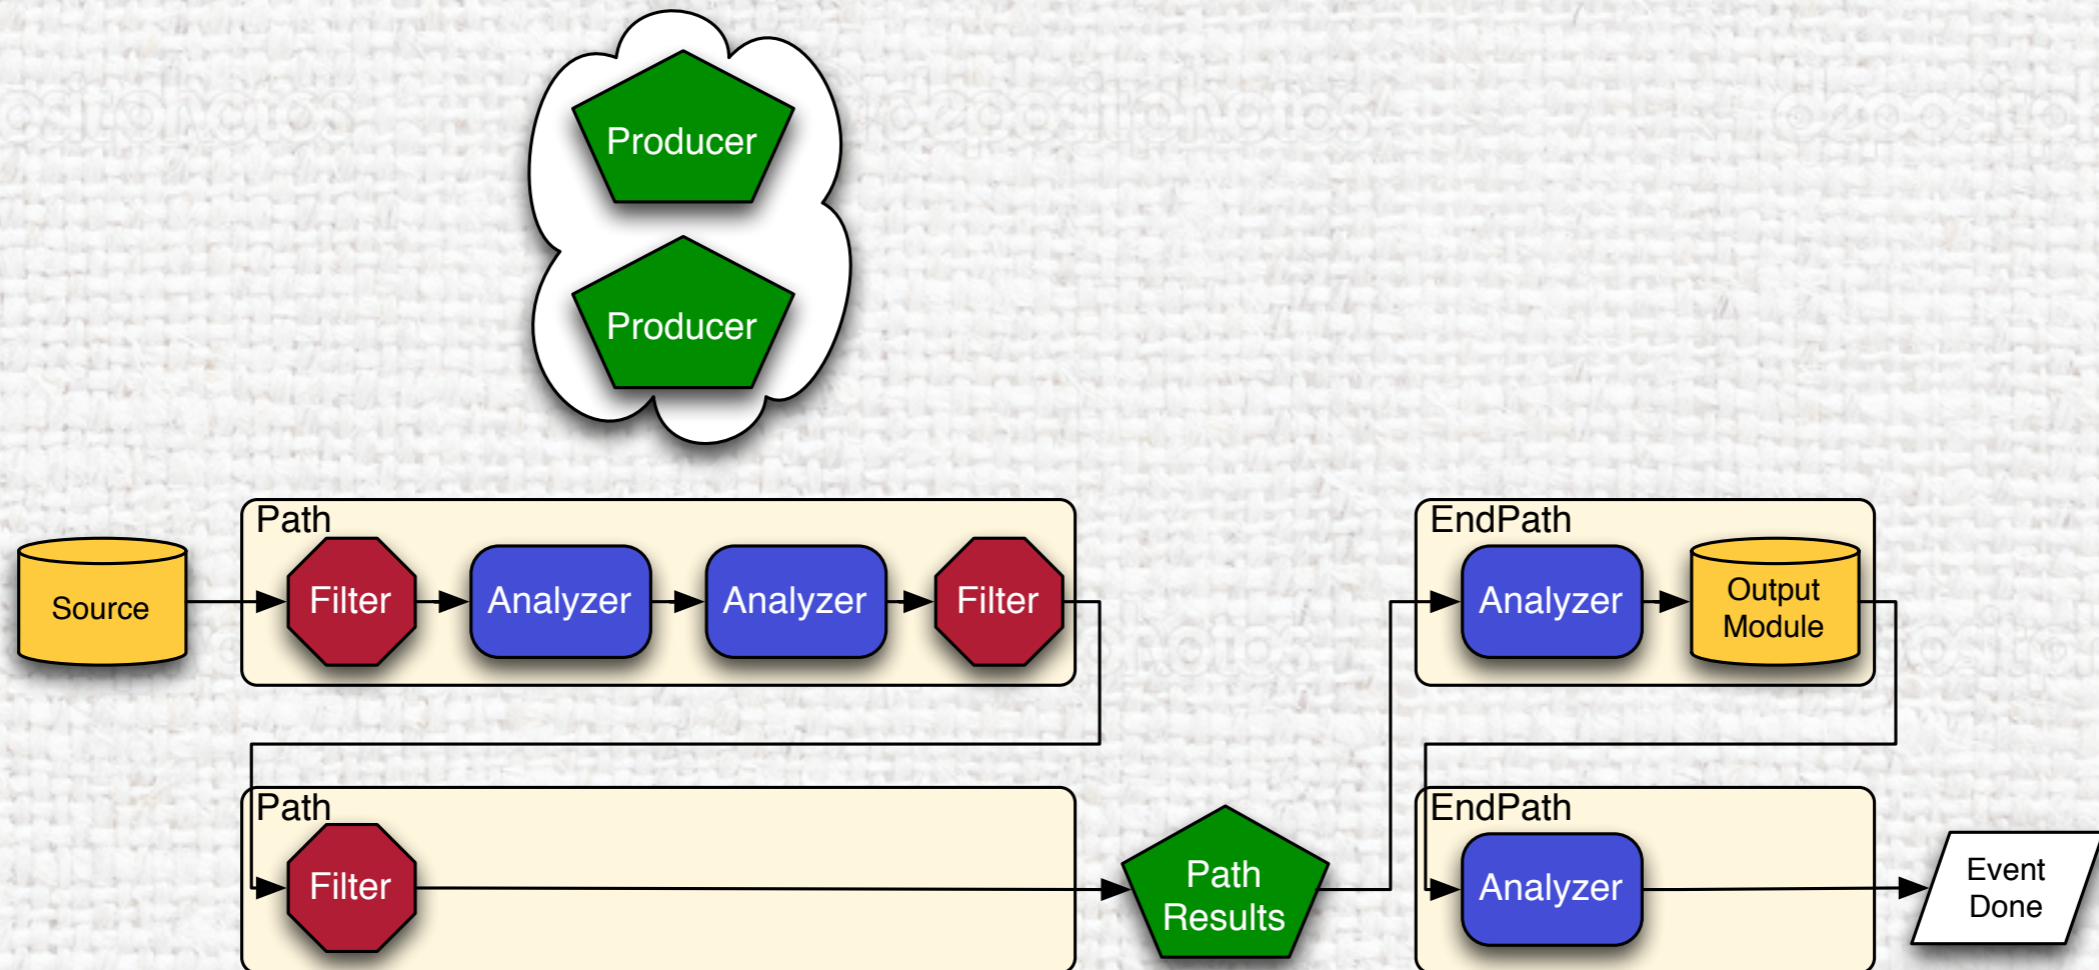 Producer
Producer
Path
Source
Filter
Analyzer
Analyzer
Filter
EndPath
Analyzer
Output
Module
Path
Filter
Path
Results
EndPath
Analyzer
Event
Done
depositphotos